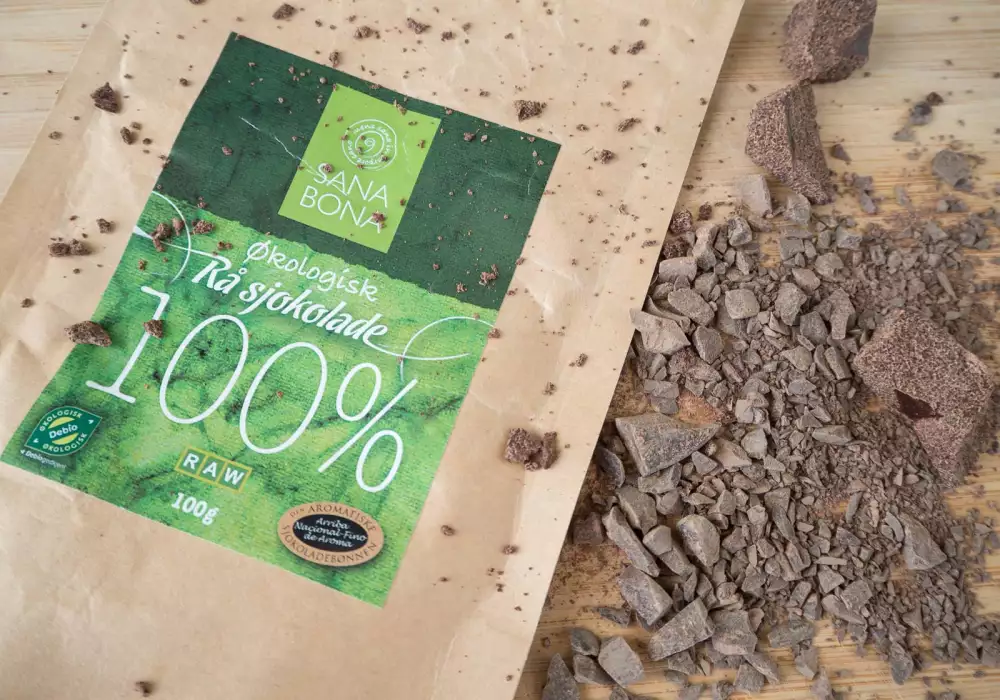 SANA
BONA
Økologisk
Rå sjokolade
100%
ØKOLOGISK
Debio
ØKOLOGISK
RAW
100g
DEN AROMATISKE
Arriba
Nacional-Fino
de-Aroma
SJOKOLADEBØNNEN